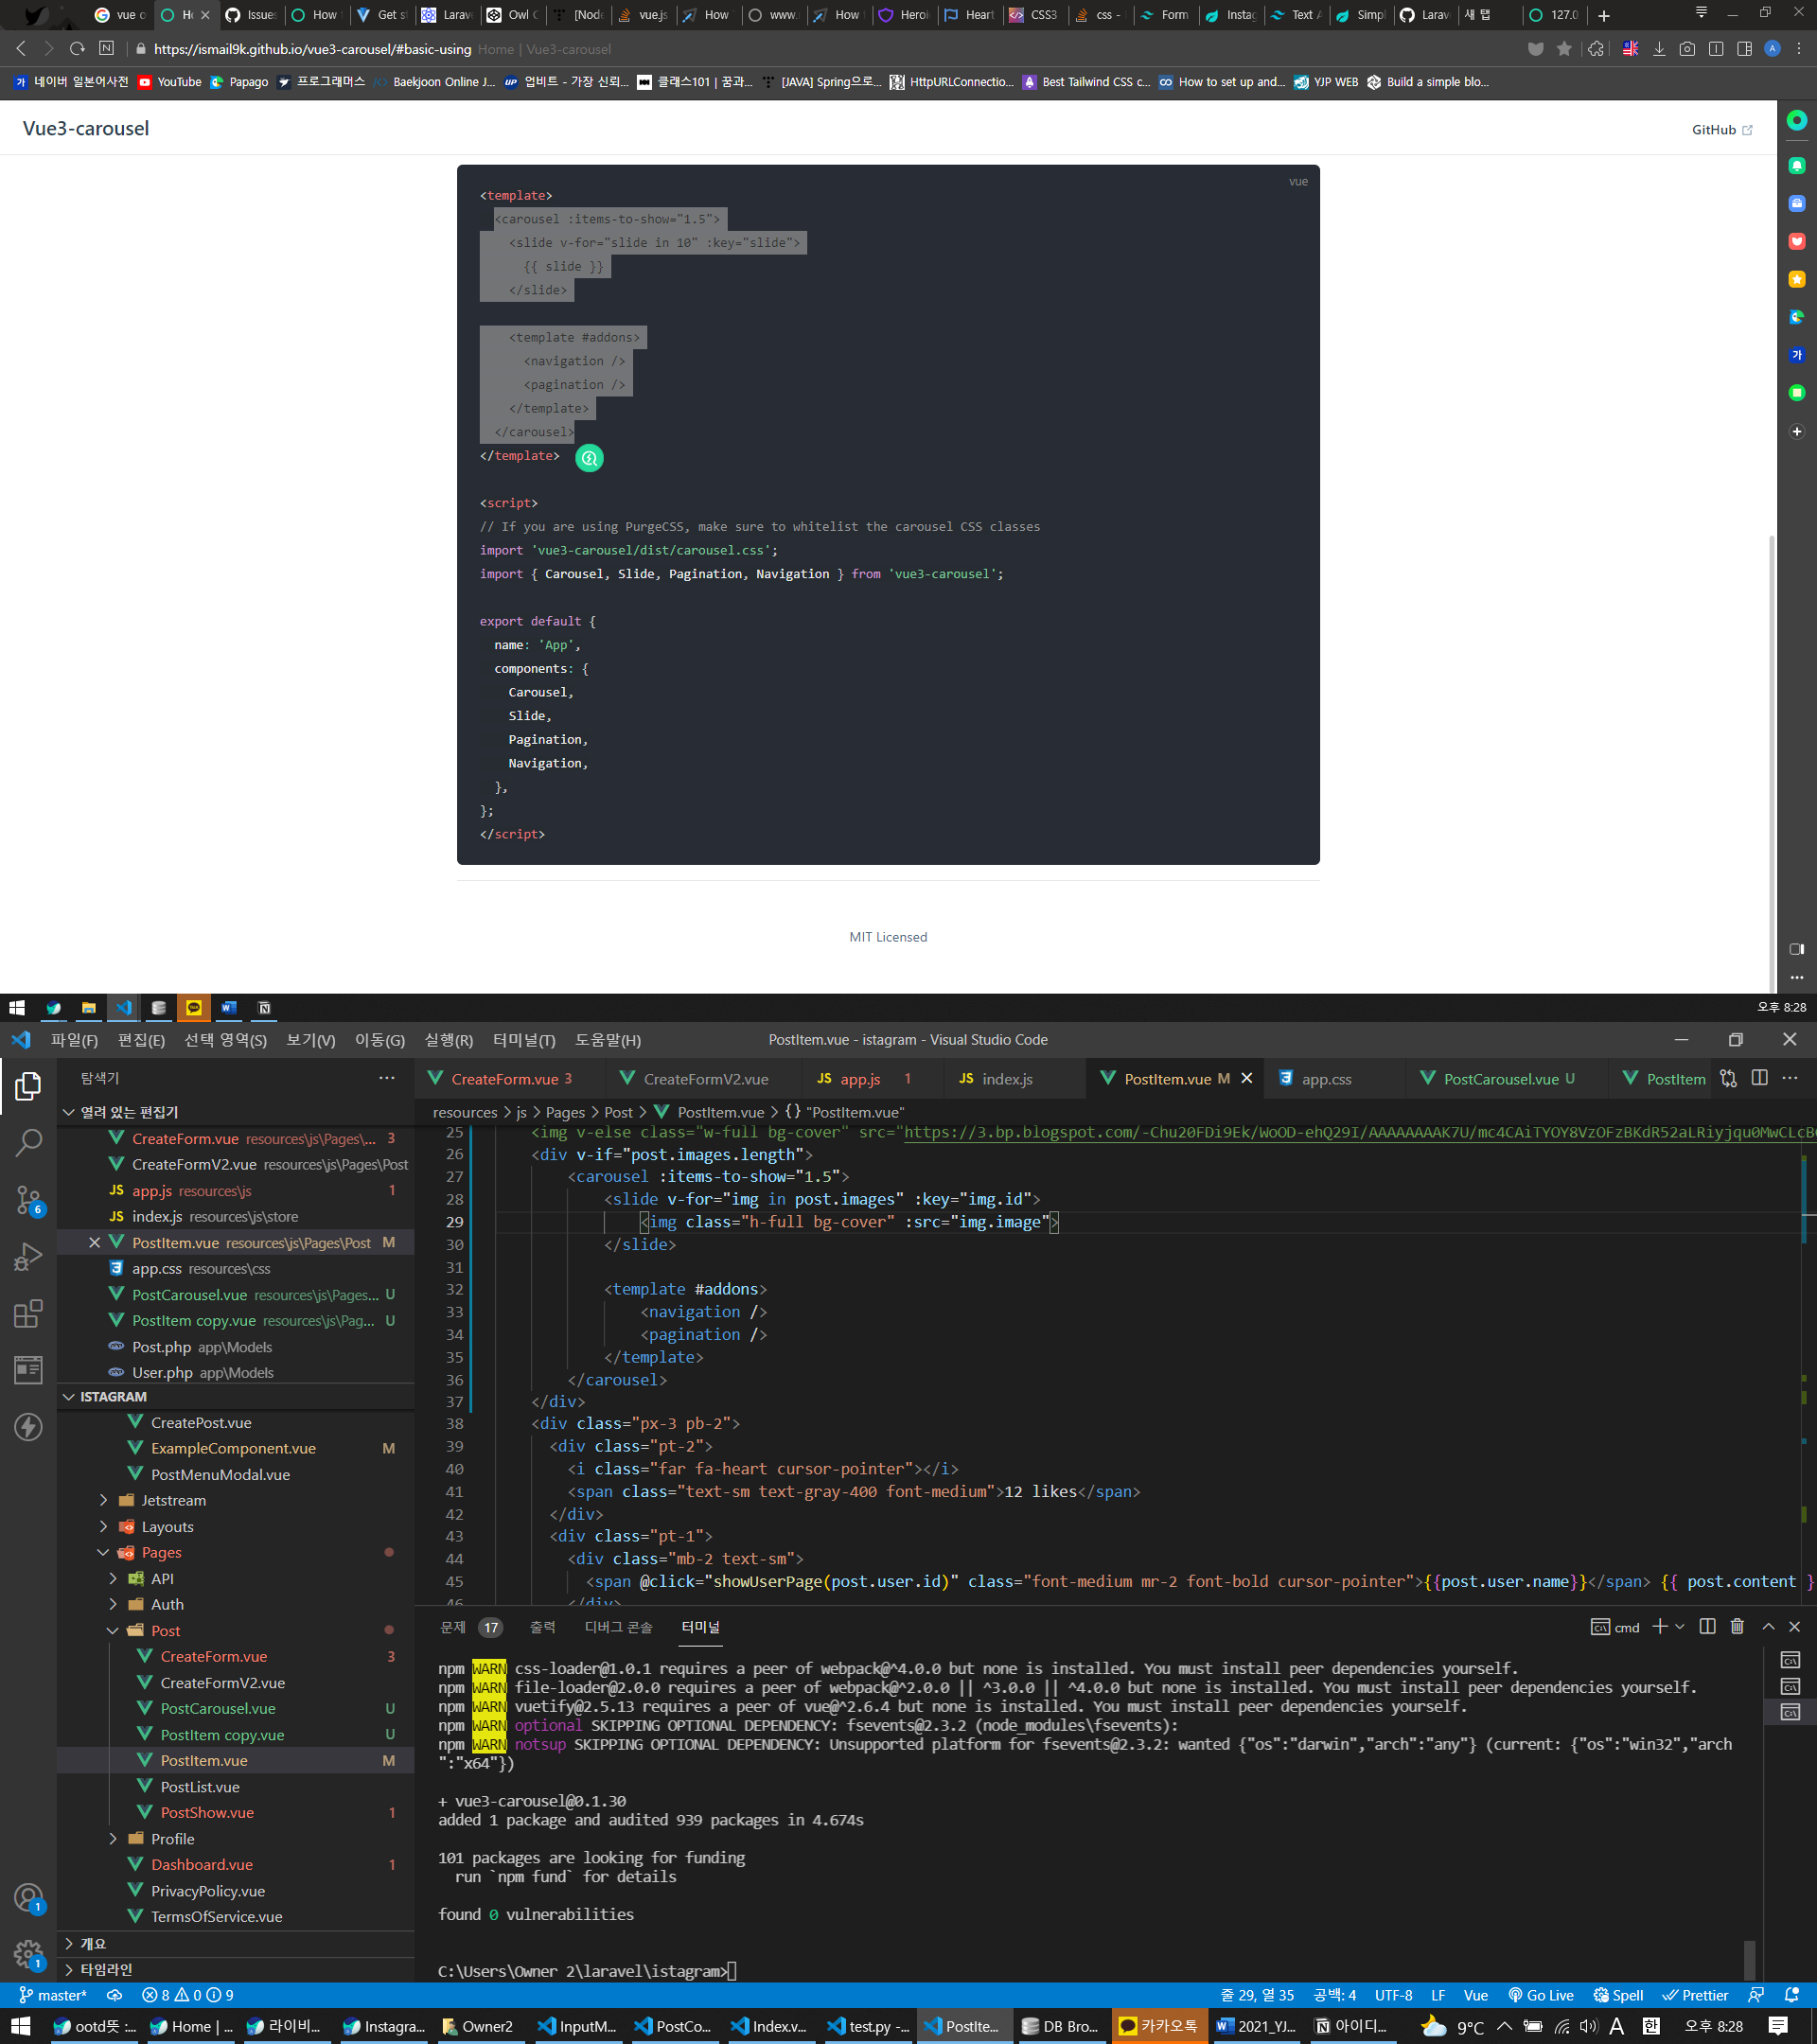 vue c
H
Issues
How
Get s
Larav
Owl C
[Nod
vue.js
How
www.
How
Heroi
Heart
CSS3
css -
Form
Instag
Text A
Simpl
Larav
새 탭
127.0
https://ismail9k.github.io/vue3-carousel/#basic-using Home | Vue3-carousel
네이버 일본어사전
YouTube
Papago
프로그래머스
Baekjoon Online J...
업비트 - 가장 신뢰...
클래스101 | 꿈과...
[JAVA] Spring으로...
HttpURLConnectio...
Best Tailwind CSS c...
How to set up and...
YJP WEB
Build a simple blo...
Vue3-carousel
GitHub
vue
<template>
<carousel :items-to-show="1.5">
<slide v-for="slide in 10" :key="slide">
{{ slide }}
</slide>
<template #addons>
<navigation />
<pagination />
</template>
</carousel>
</template>
<script>
// If you are using PurgeCSS, make sure to whitelist the carousel CSS classes
import 'vue3-carousel/dist/carousel.css';
import { Carousel, Slide, Pagination, Navigation } from 'vue3-carousel';
export default {
name: 'App',
components: {
Carousel,
Slide,
Pagination,
Navigation,
},
};
</script>
MIT Licensed
오후 8:28
파일(F) 편집(E) 선택 영역(S) 보기(V) 이동(G) 실행(R) 터미널(T) 도움말(H)
PostItem.vue - istagram - Visual Studio Code
탐색기
열려 있는 편집기
CreateForm.vue resources\js\Pages\... 3
CreateFormV2.vue resources\js\Pages\Post
app.js resources\js 1
index.js resources\js\store
PostItem.vue resources\js\Pages\Post M
app.css resources\css
PostCarousel.vue resources\js\Pages... U
PostItem copy.vue resources\js\Pag... U
Post.php app\Models
User.php app\Models
ISTAGRAM
CreatePost.vue
ExampleComponent.vue M
PostMenuModal.vue
Jetstream
Layouts
Pages
API
Auth
Post
CreateForm.vue 3
CreateFormV2.vue
PostCarousel.vue U
PostItem copy.vue U
PostItem.vue M
PostList.vue
PostShow.vue 1
Profile
Dashboard.vue 1
PrivacyPolicy.vue
TermsOfService.vue
개요
타임라인
CreateForm.vue 3
CreateFormV2.vue
JS app.js 1
JS index.js
PostItem.vue M
app.css
PostCarousel.vue U
PostItem
resources > js > Pages > Post > PostItem.vue > {} "PostItem.vue"
25 <img v-else class="w-full bg-cover" src="https://3.bp.blogspot.com/-Chu20FDi9Ek/WoOD-ehQ29I/AAAAAAAAK7U/mc4CAiTYOY8VzOFzBKdR52aLRiyjqu0MwCLcB
26 <div v-if="post.images.length">
27 <carousel :items-to-show="1.5">
28 <slide v-for="img in post.images" :key="img.id">
29 <img class="h-full bg-cover" :src="img.image">
30 </slide>
31
32 <template #addons>
33 <navigation />
34 <pagination />
35 </template>
36 </carousel>
37 </div>
38 <div class="px-3 pb-2">
39 <div class="pt-2">
40 <i class="far fa-heart cursor-pointer"></i>
41 <span class="text-sm text-gray-400 font-medium">12 likes</span>
42 </div>
43 <div class="pt-1">
44 <div class="mb-2 text-sm">
45 <span @click="showUserPage(post.user.id)" class="font-medium mr-2 font-bold cursor-pointer">{{post.user.name}}</span> {{ post.content }
46 </div>
문제 17 출력 디버그 콘솔 터미널
cmd
npm WARN css-loader@1.0.1 requires a peer of webpack@^4.0.0 but none is installed. You must install peer dependencies yourself.
npm WARN file-loader@2.0.0 requires a peer of webpack@^2.0.0 || ^3.0.0 || ^4.0.0 but none is installed. You must install peer dependencies yourself.
npm WARN vuetify@2.5.13 requires a peer of vue@^2.6.4 but none is installed. You must install peer dependencies yourself.
npm WARN optional SKIPPING OPTIONAL DEPENDENCY: fsevents@2.3.2 (node_modules\fsevents):
npm WARN notsup SKIPPING OPTIONAL DEPENDENCY: Unsupported platform for fsevents@2.3.2: wanted {"os":"darwin","arch":"any"} (current: {"os":"win32","arch
":"x64"})
+ vue3-carousel@0.1.30
added 1 package and audited 939 packages in 4.674s
101 packages are looking for funding
run `npm fund` for details
found 0 vulnerabilities
C:\Users\Owner 2\laravel\istagram>
master* 8 0 9
줄 29, 열 35 공백: 4 UTF-8 LF Vue Go Live Spell Prettier
ootd뜻 :...
Home | ...
라이비...
Instagra...
Owner2
InputM...
PostCo...
Index.v...
test.py -...
PostIte...
DB Bro...
카카오톡
2021_YJ...
아이디...
9°C
A
한
오후 8:28